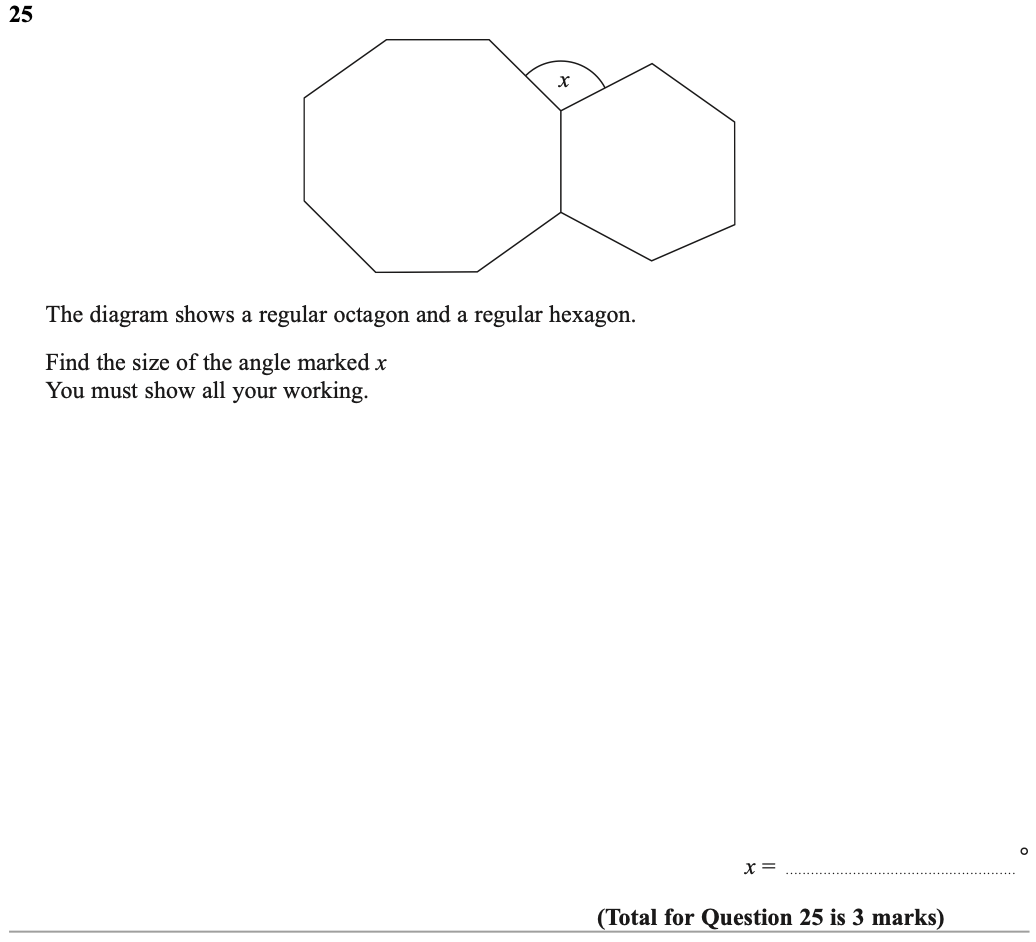 25
x
The diagram shows a regular octagon and a regular hexagon.
Find the size of the angle marked x
You must show all your working.
x = ........................................................ °
(Total for Question 25 is 3 marks)